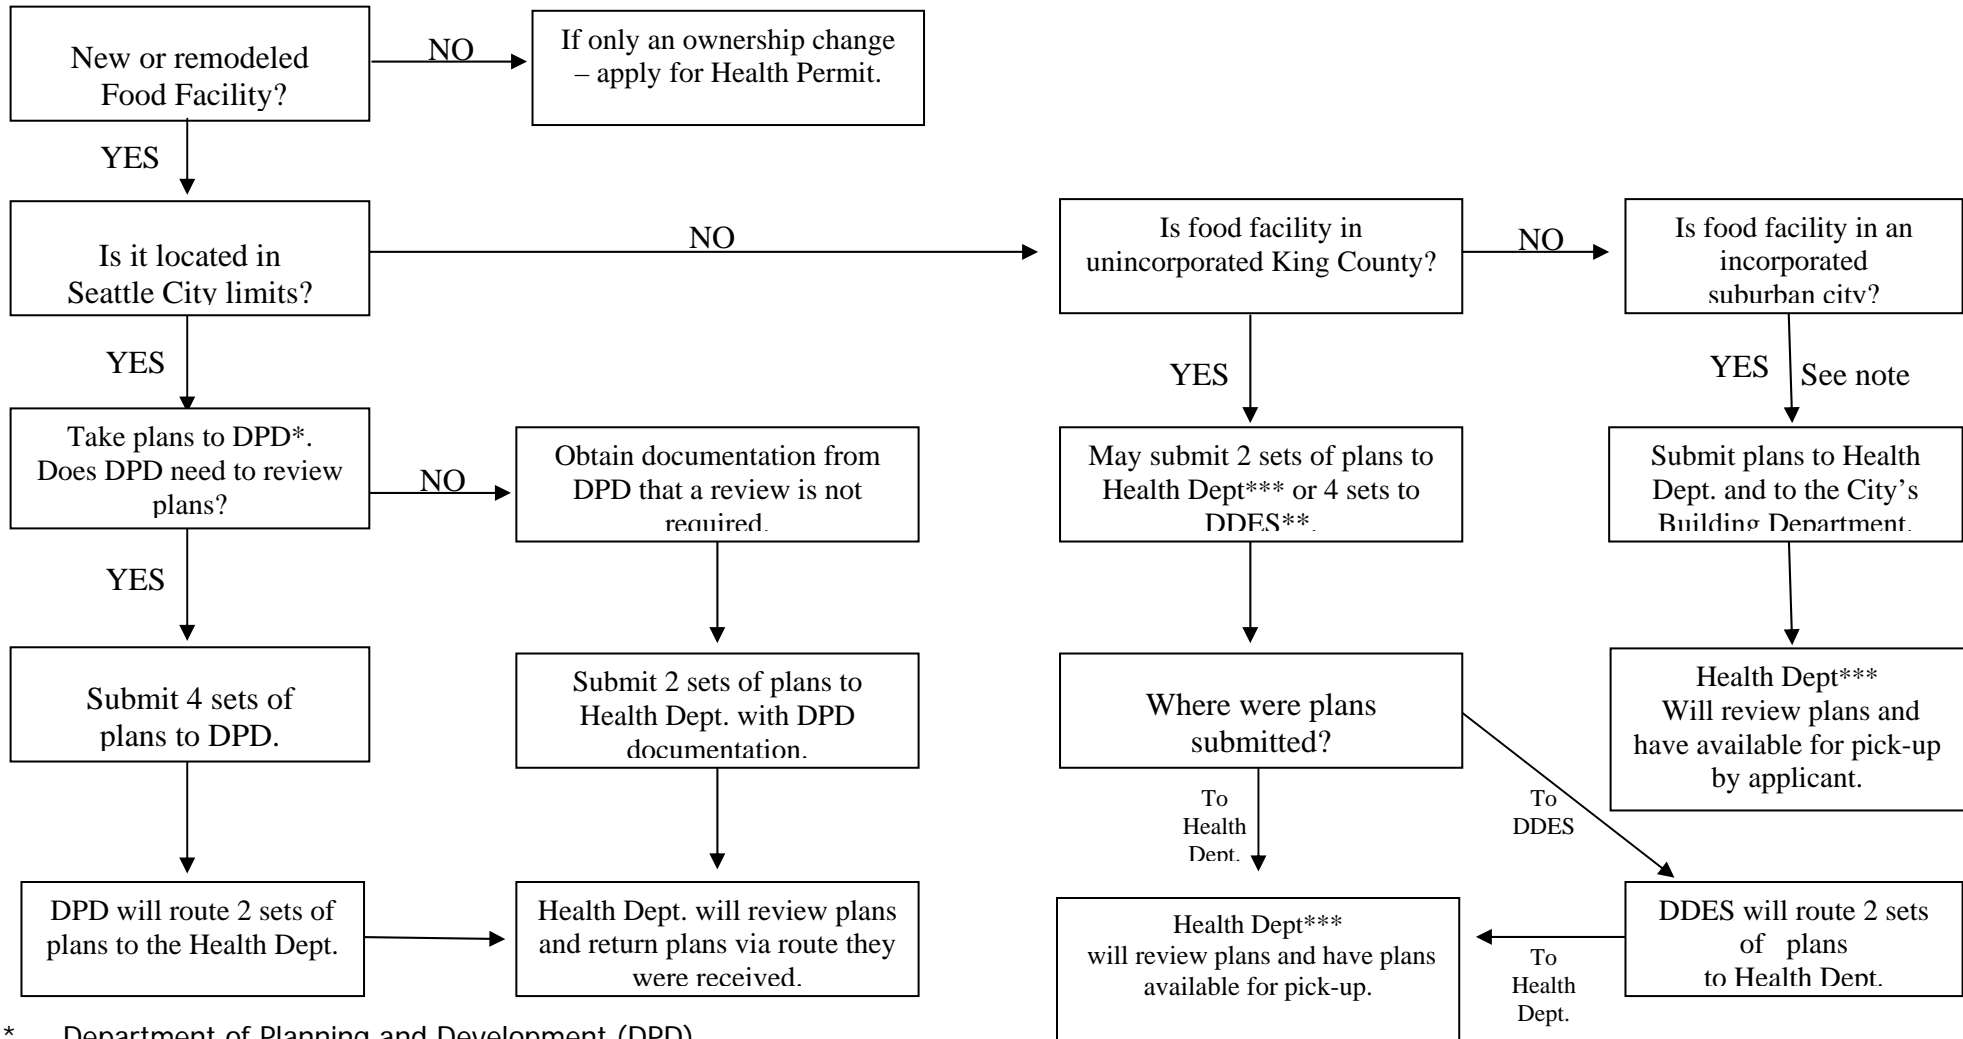 New or remodeled
Food Facility?
NO
If only an ownership change
– apply for Health Permit.
YES
Is it located in
Seattle City limits?
NO
Is food facility in
unincorporated King County?
NO
Is food facility in an
incorporated
suburban city?
YES
YES
YES
See note
Take plans to DPD*.
Does DPD need to review
plans?
NO
Obtain documentation from
DPD that a review is not
required.
May submit 2 sets of plans to
Health Dept*** or 4 sets to
DDES**.
Submit plans to Health
Dept. and to the City’s
Building Department.
YES
Submit 4 sets of
plans to DPD.
Submit 2 sets of plans to
Health Dept. with DPD
documentation.
Where were plans
submitted?
Health Dept***
Will review plans and
have available for pick-up
by applicant.
To
Health
Dept.
To
DDES
DPD will route 2 sets of
plans to the Health Dept.
Health Dept. will review plans
and return plans via route they
were received.
Health Dept***
will review plans and have plans
available for pick-up.
To
Health
Dept.
DDES will route 2 sets
of plans
to Health Dept.
* Department of Planning and Development (DPD)